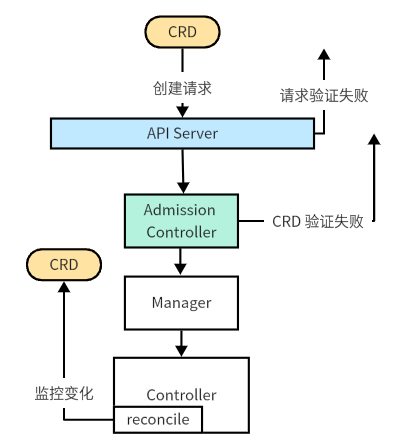 CRD
创建请求
请求验证失败
API Server
Admission
Controller
CRD 验证失败
CRD
Manager
监控变化
Controller
reconcile